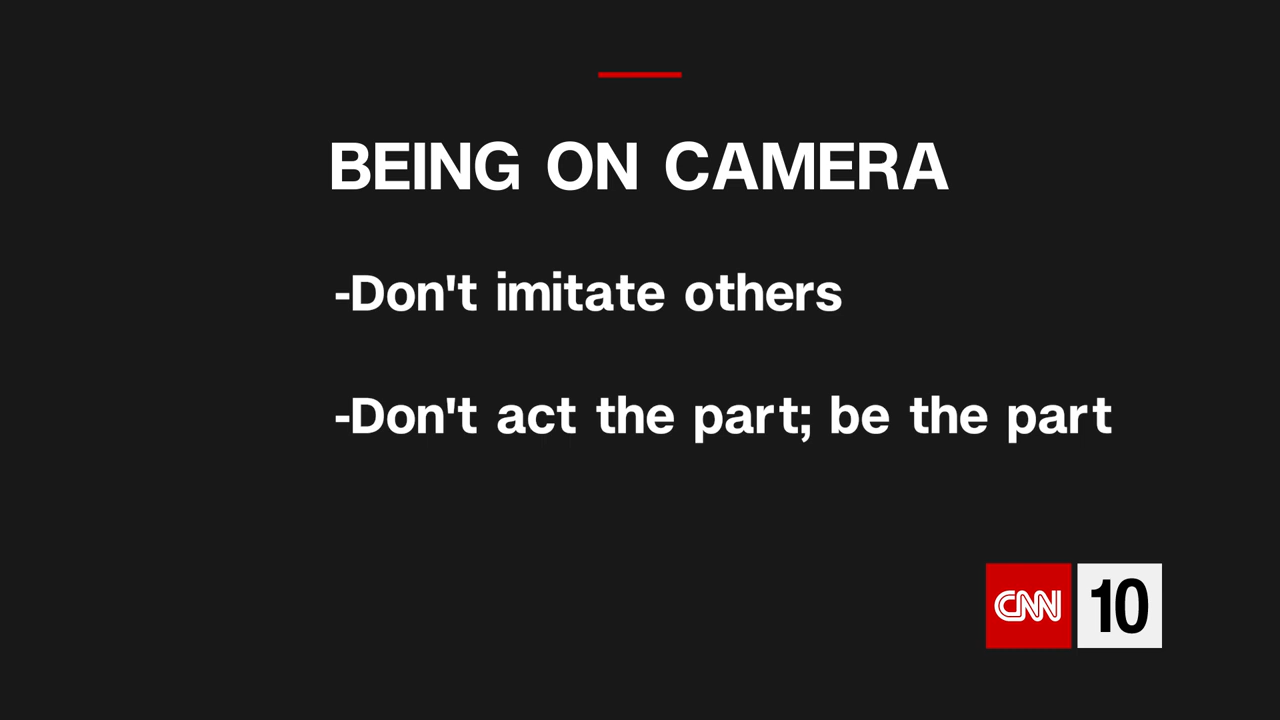 BEING ON CAMERA
-Don't imitate others
-Don't act the part; be the part
CNN 10